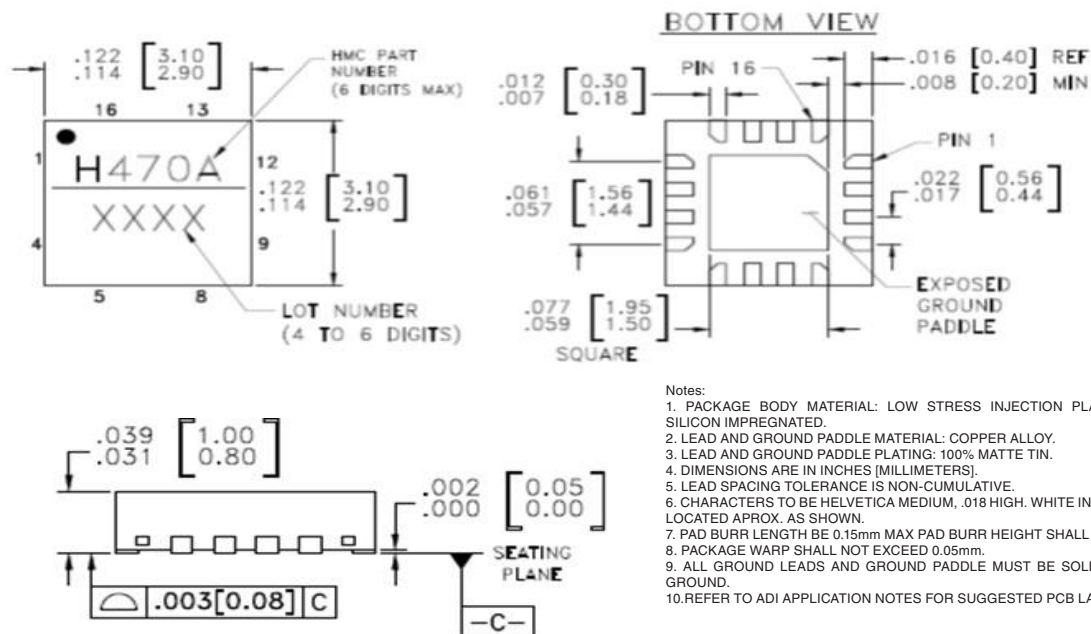 BOTTOM VIEW
.122 [3.10]
.114 [2.90]
HMC PART
NUMBER
(6 DIGITS MAX)
16 13
1
12
H470A
XXXX
4
9
5 8
.122 [3.10]
.114 [2.90]
LOT NUMBER
(4 TO 6 DIGITS)
.012 [0.30]
.007 [0.18]
PIN 16
.016 [0.40] REF
.008 [0.20] MIN
PIN 1
.061 [1.56]
.057 [1.44]
.022 [0.56]
.017 [0.44]
.077 [1.95]
.059 [1.50]
SQUARE
EXPOSED
GROUND
PADDLE
.039 [1.00]
.031 [0.80]
.002 [0.05]
.000 [0.00]
SEATING
PLANE
.003[0.08] C
-C-
Notes:
1. PACKAGE BODY MATERIAL: LOW STRESS INJECTION PLA
SILICON IMPREGNATED.
2. LEAD AND GROUND PADDLE MATERIAL: COPPER ALLOY.
3. LEAD AND GROUND PADDLE PLATING: 100% MATTE TIN.
4. DIMENSIONS ARE IN INCHES [MILLIMETERS].
5. LEAD SPACING TOLERANCE IS NON-CUMULATIVE.
6. CHARACTERS TO BE HELVETICA MEDIUM, .018 HIGH. WHITE IN
LOCATED APROX. AS SHOWN.
7. PAD BURR LENGTH BE 0.15mm MAX PAD BURR HEIGHT SHALL
8. PACKAGE WARP SHALL NOT EXCEED 0.05mm.
9. ALL GROUND LEADS AND GROUND PADDLE MUST BE SOL
GROUND.
10.REFER TO ADI APPLICATION NOTES FOR SUGGESTED PCB LA